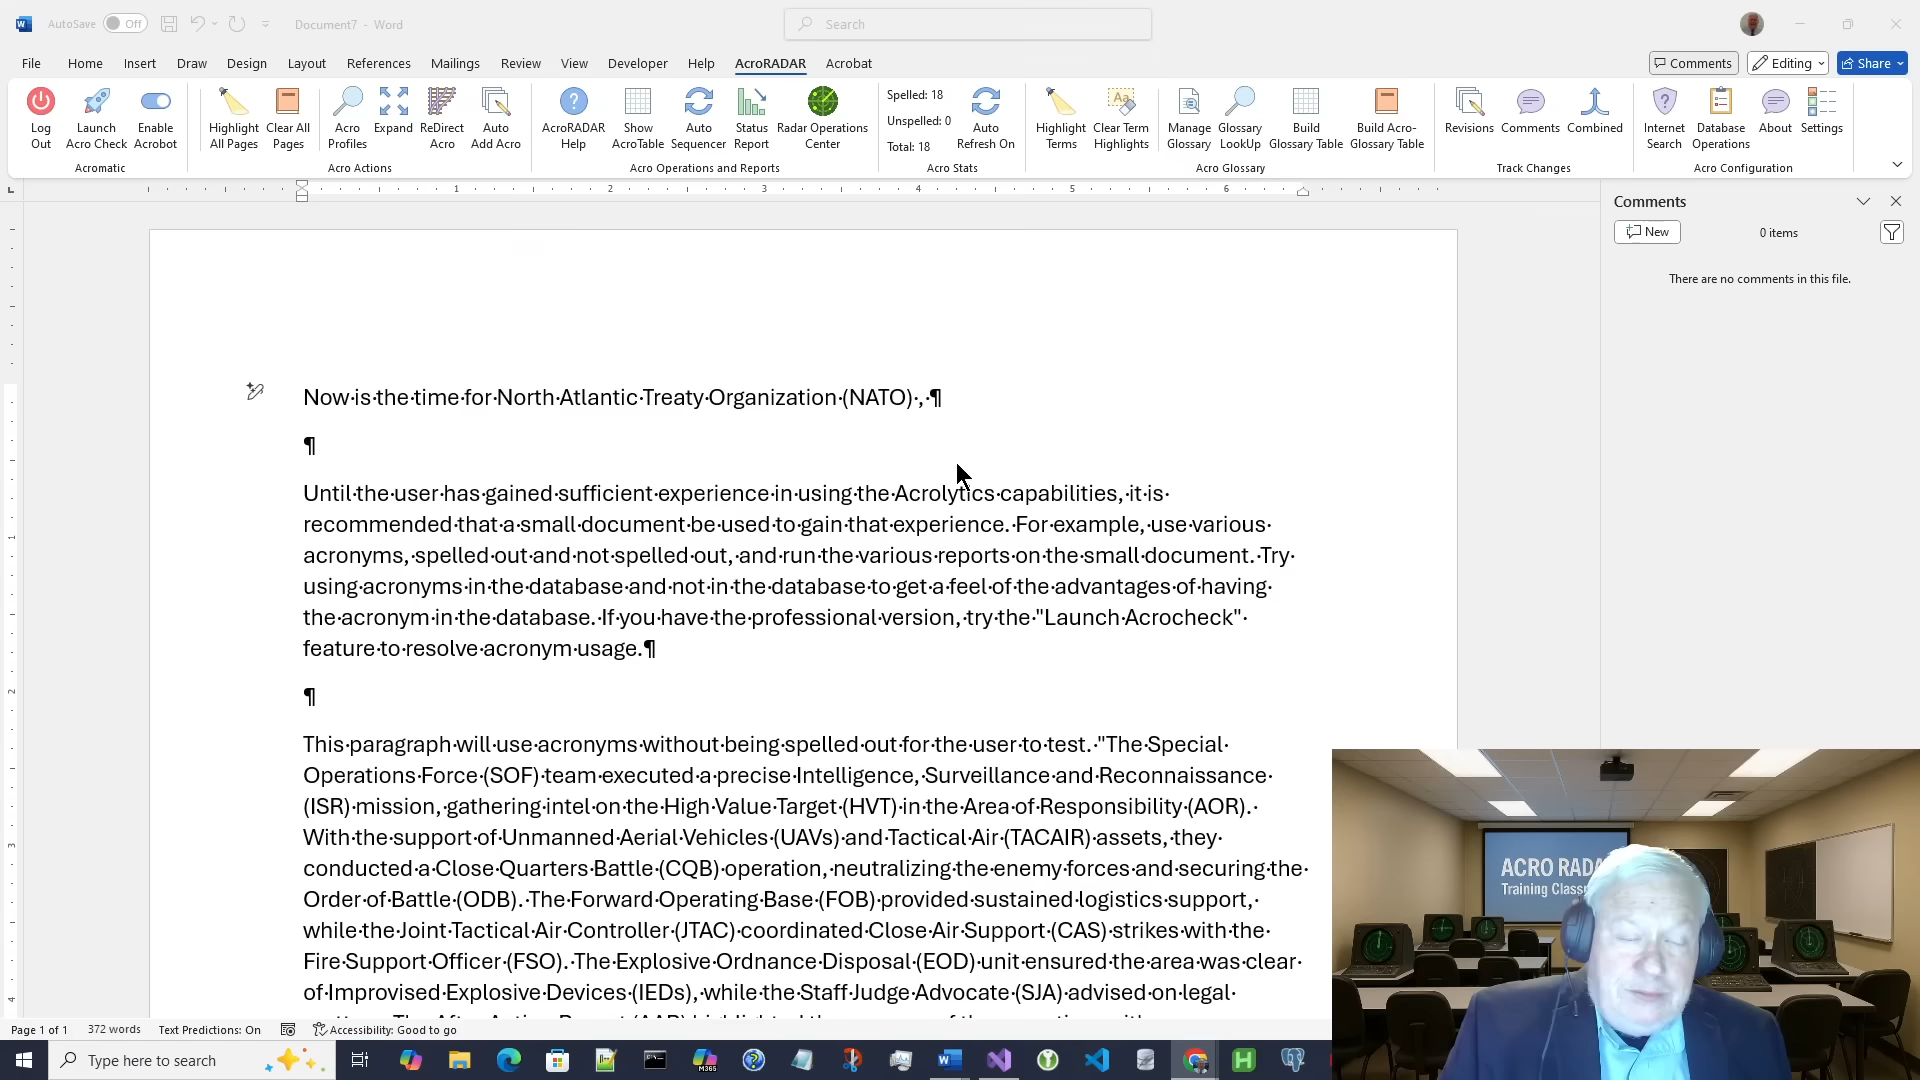 AutoSave Off Document7 - Word Search
File Home Insert Draw Design Layout References Mailings Review View Developer Help AcroRADAR Acrobat Comments Editing Share
Log Out
Launch Acro Check
Enable Acrobot
Acromatic
Highlight All Pages
Clear All Pages
Acro Profiles
Expand
ReDirect Acro
Auto Add Acro
Acro Actions
AcroRADAR Help
Show AcroTable
Auto Sequencer
Status Report
Radar Operations Center
Acro Operations and Reports
Spelled: 18
Unspelled: 0
Total: 18
Auto Refresh On
Acro Stats
Highlight Terms
Clear Term Highlights
Manage Glossary
Glossary LookUp
Build Glossary Table
Build Acro-Glossary Table
Acro Glossary
Revisions
Comments
Combined
Track Changes
Internet Search
Database Operations
About
Settings
Acro Configuration
1 2 3 4 5 6
Comments
New 0 items
There are no comments in this file.
Now·is·the·time·for·North·Atlantic·Treaty·Organization·(NATO)·,·¶
¶
Until·the·user·has·gained·sufficient·experience·in·using·the·Acrolytics·capabilities,·it·is·
recommended·that·a·small·document·be·used·to·gain·that·experience.·For·example,·use·various·
acronyms,·spelled·out·and·not·spelled·out,·and·run·the·various·reports·on·the·small·document.·Try·
using·acronyms·in·the·database·and·not·in·the·database·to·get·a·feel·of·the·advantages·of·having·
the·acronym·in·the·database.·If·you·have·the·professional·version,·try·the·"Launch·Acrocheck"·
feature·to·resolve·acronym·usage.¶
¶
This·paragraph·will·use·acronyms·without·being·spelled·out·for·the·user·to·test.·"The·Special·
Operations·Force·(SOF)·team·executed·a·precise·Intelligence,·Surveillance·and·Reconnaissance·
(ISR)·mission,·gathering·intel·on·the·High·Value·Target·(HVT)·in·the·Area·of·Responsibility·(AOR).·
With·the·support·of·Unmanned·Aerial·Vehicles·(UAVs)·and·Tactical·Air·(TACAIR)·assets,·they·
conducted·a·Close·Quarters·Battle·(CQB)·operation,·neutralizing·the·enemy·forces·and·securing·the·
Order·of·Battle·(ODB).·The·Forward·Operating·Base·(FOB)·provided·sustained·logistics·support,·
while·the·Joint·Tactical·Air·Controller·(JTAC)·coordinated·Close·Air·Support·(CAS)·strikes·with·the·
Fire·Support·Officer·(FSO).·The·Explosive·Ordnance·Disposal·(EOD)·unit·ensured·the·area·was·clear·
of·Improvised·Explosive·Devices·(IEDs),·while·the·Staff·Judge·Advocate·(SJA)·advised·on·legal·
ACRO RADA
Training Class
Page 1 of 1 372 words Text Predictions: On Accessibility: Good to go
Type here to search
M365